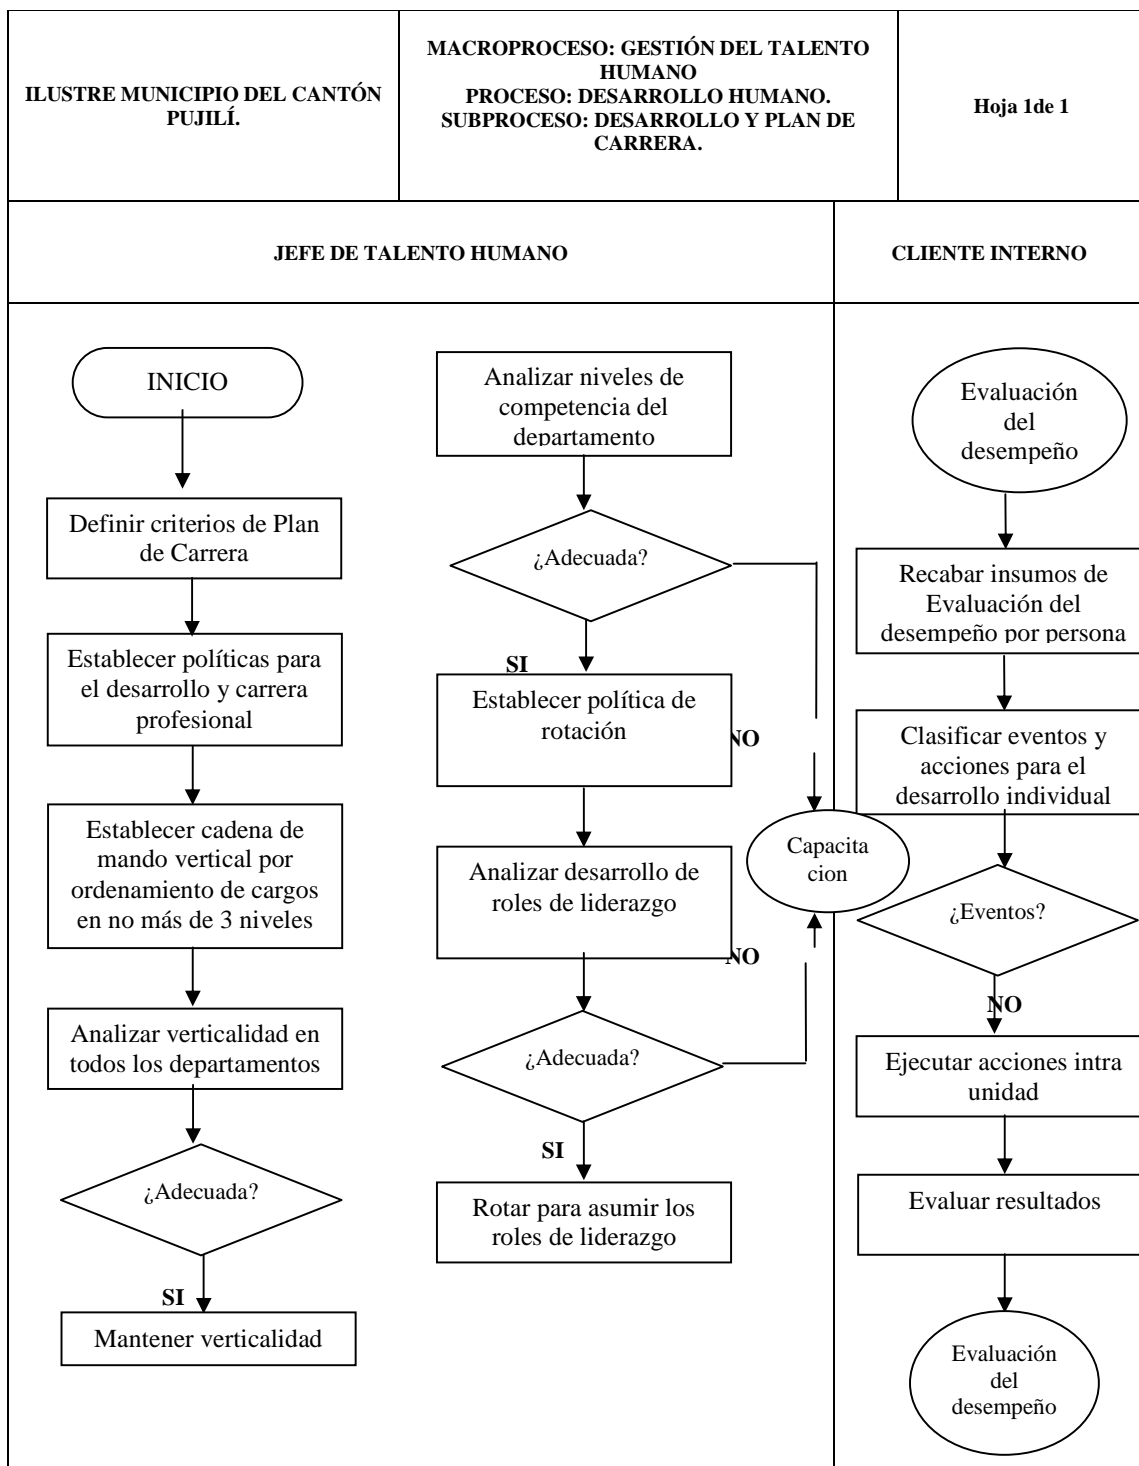 ILUSTRE MUNICIPIO DEL CANTÓN
PUJILÍ.
MACROPROCESO: GESTIÓN DEL TALENTO
HUMANO
PROCESO: DESARROLLO HUMANO.
SUBPROCESO: DESARROLLO Y PLAN DE
CARRERA.
Hoja 1de 1
JEFE DE TALENTO HUMANO
CLIENTE INTERNO
INICIO
Definir criterios de Plan
de Carrera
Establecer políticas para
el desarrollo y carrera
profesional
Establecer cadena de
mando vertical por
ordenamiento de cargos
en no más de 3 niveles
Analizar verticalidad en
todos los departamentos
¿Adecuada?
SI
Mantener verticalidad
Analizar niveles de
competencia del
departamento
¿Adecuada?
SI
Establecer política de
rotación
NO
Analizar desarrollo de
roles de liderazgo
NO
¿Adecuada?
SI
Rotar para asumir los
roles de liderazgo
Capacita
cion
Evaluación
del
desempeño
Recabar insumos de
Evaluación del
desempeño por persona
Clasificar eventos y
acciones para el
desarrollo individual
¿Eventos?
NO
Ejecutar acciones intra
unidad
Evaluar resultados
Evaluación
del
desempeño